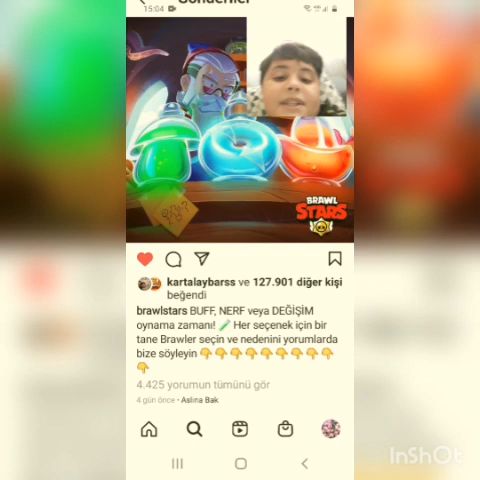 Gönderiler
15:04
BRAWL
STARS
kartalaybarss ve 127.901 diğer kişi
beğendi
brawlstars BUFF, NERF veya DEĞİŞİM
oynama zamanı! 🧪 Her seçenek için bir
tane Brawler seçin ve nedenini yorumlarda
bize söyleyin 👇👇👇👇👇👇👇👇👇
👇
4.425 yorumun tümünü gör
4 gün önce • Aslına Bak
InShOt